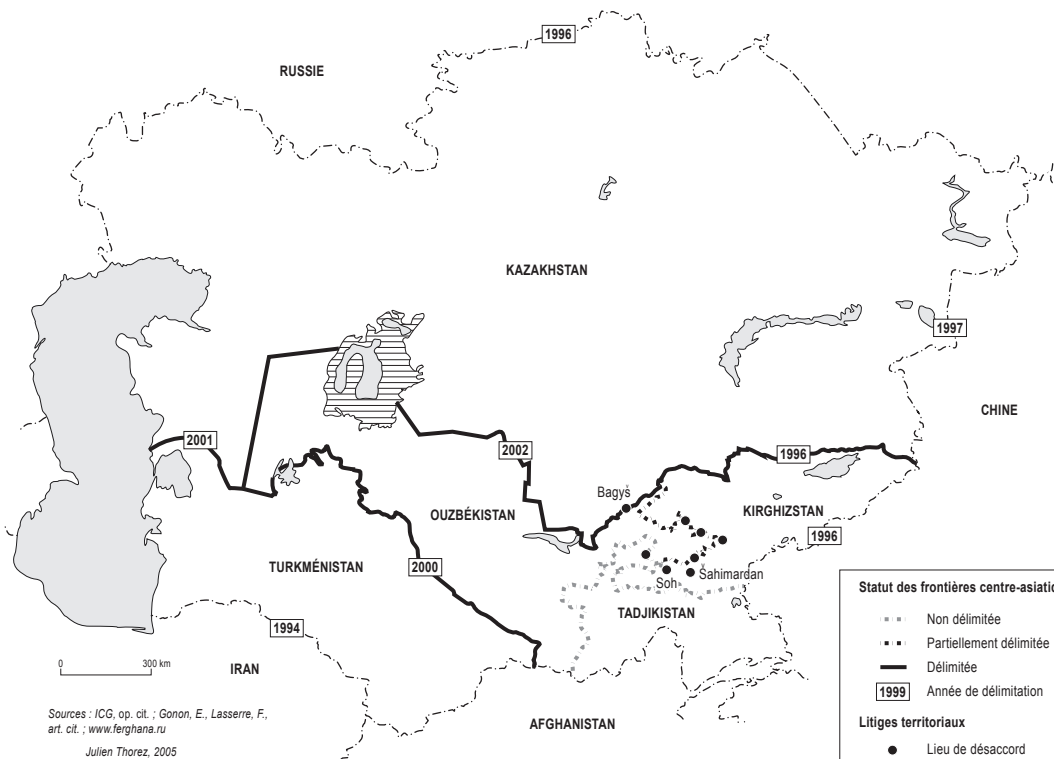 1996
RUSSIE
KAZAKHSTAN
1997
CHINE
2001
2002
1996
Bagyš
OUZBÉKISTAN
KIRGHIZSTAN
1996
TURKMÉNISTAN
2000
Soh
Šahimardan
TADJIKISTAN
1994
IRAN
AFGHANISTAN
0 300 km
Sources : ICG, op. cit. ; Gonon, E., Lasserre, F.,
art. cit. ; www.ferghana.ru
Julien Thorez, 2005
Statut des frontières centre-asiatiq
Non délimitée
Partiellement délimitée
Délimitée
1999 Année de délimitation
Litiges territoriaux
Lieu de désaccord